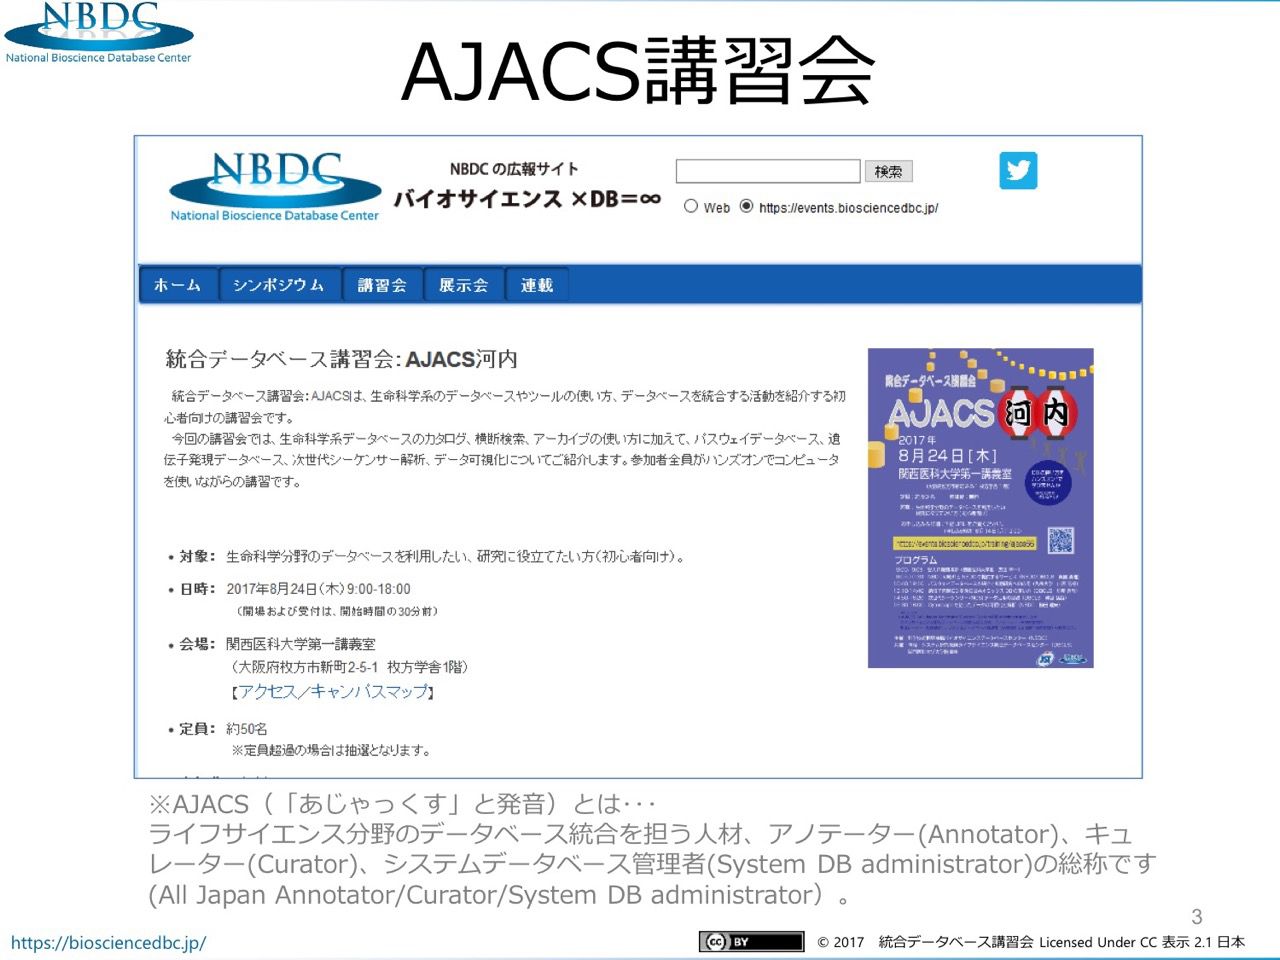 NBDC
National Bioscience Database Center
AJACS講習会
NBDC
National Bioscience Database Center
NBDC の広報サイト
バイオサイエンス ×DB=∞
検索
Web
https://events.biosciencedbc.jp/
ホーム
シンポジウム
講習会
展示会
連載
統合データベース講習会：AJACS河内
統合データベース講習会：AJACSは、生命科学系のデータベースやツールの使い方、データベースを統合する活動を紹介する初
心者向けの講習会です。
今回の講習会では、生命科学系データベースのカタログ、横断検索、アーカイブの使い方に加えて、パスウェイデータベース、遺
伝子発現データベース、次世代シーケンサー解析、データ可視化についてご紹介します。参加者全員がハンズオンでコンピュータ
を使いながらの講習です。
• 対象： 生命科学分野のデータベースを利用したい、研究に役立てたい方（初心者向け）。
• 日時： 2017年8月24日（木）9:00-18:00
（開場および受付は、開始時間の30分前）
• 会場： 関西医科大学第一講義室
（大阪府枚方市新町2-5-1 枚方学舎1階）
【アクセス／キャンパスマップ】
• 定員： 約50名
※定員超過の場合は抽選となります。
統合データベース講習会
AJACS河内
2017年
8月24日[木]
関西医科大学第一講義室
プログラム
※AJACS（「あじゃっくす」と発音）とは･･･
ライフサイエンス分野のデータベース統合を担う人材、アノテーター(Annotator)、キュ
レーター(Curator)、システムデータベース管理者(System DB administrator)の総称です
(All Japan Annotator/Curator/System DB administrator）。
3
https://biosciencedbc.jp/
cc BY
© 2017 統合データベース講習会 Licensed Under CC 表示 2.1 日本